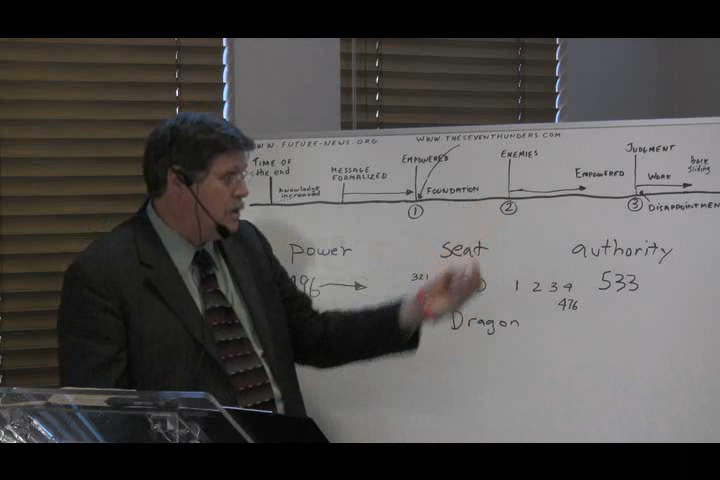 WWW.FUTURE-NEWS.ORG WWW.THESEVENTHUNDERS.COM
TIME OF
the end
Knowledge
increased
MESSAGE
FORMALIZED
EMPOWERED
FOUNDATION
1
ENEMIES
EMPOWERED
2
JUDGMENT
WORK
back
sliding
3
DISAPPOINTMENT
power seat authority
321 1 2 3 4 533
476
Dragon